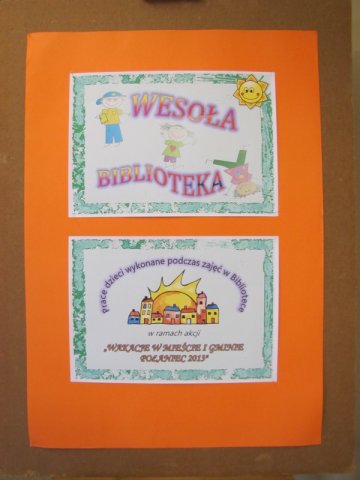 WESOŁA
BIBLIOTEKA
Prace dzieci wykonane podczas zajęć w Bibliotece
w ramach akcji
„WAKACJE W MIEŚCIE I GMINIE
POŁANIEC 2013"